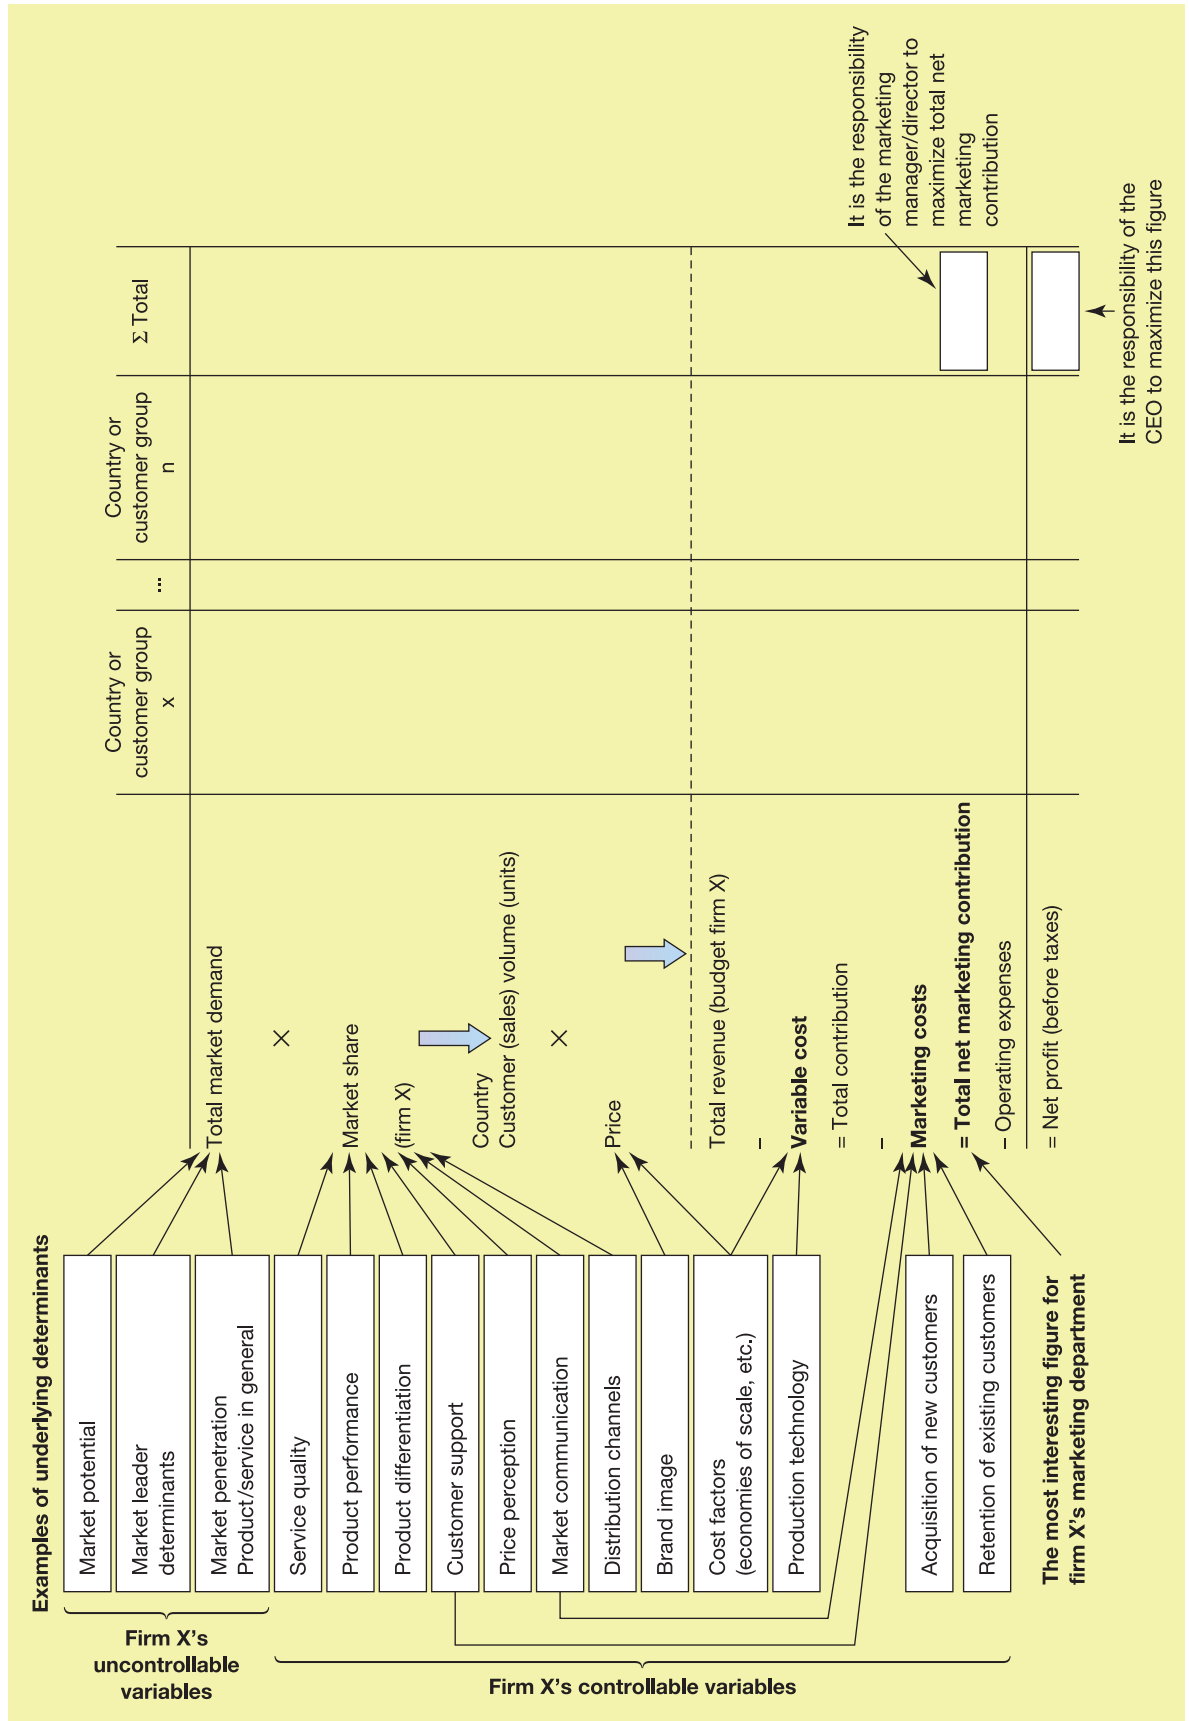 Examples of underlying determinants
Country or
customer group
x
...
Country or
customer group
n
Σ Total
Firm X’s
uncontrollable
variables
Market potential
Market leader
determinants
Market penetration
Product/service in general
Total market demand
×
Firm X’s controllable variables
Service quality
Product performance
Product differentiation
Customer support
Price perception
Market communication
Distribution channels
Brand image
Cost factors
(economies of scale, etc.)
Production technology
Acquisition of new customers
Retention of existing customers
Market share
(firm X)
Country
Customer (sales) volume (units)
×
Price
Total revenue (budget firm X)
–
Variable cost
= Total contribution
–
Marketing costs
= Total net marketing contribution
– Operating expenses
= Net profit (before taxes)
The most interesting figure for
firm X’s marketing department
It is the responsibility
of the marketing
manager/director to
maximize total net
marketing
contribution
It is the responsibility of the
CEO to maximize this figure